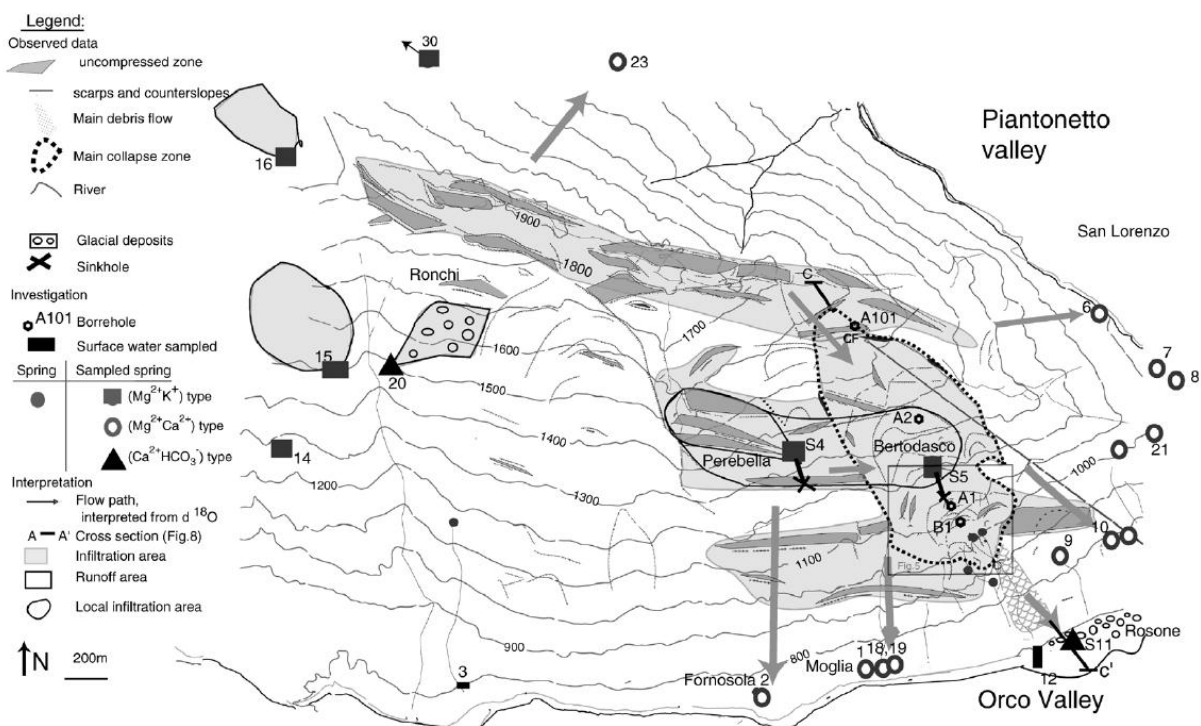 Legend:
Observed data
uncompressed zone
scarps and counterslopes
Main debris flow
Main collapse zone
River
Glacial deposits
Sinkhole
Investigation
A101 Borehole
Surface water sampled
Spring Sampled spring
(Mg2+K+) type
(Mg2+Ca2+) type
(Ca2+HCO3-) type
Interpretation
Flow path,
interpreted from d 18O
A A' Cross section (Fig.8)
Infiltration area
Runoff area
Local infiltration area
N 200m
30
23
16
Piantonetto
valley
1900
1800
Ronchi
San Lorenzo
C
6
A101
CF
1700
7
8
1600
15
20
1500
A2
S4
Bertodasco
1400
Perebella
S5
21
1000
14
1200
1300
A1
B1
10
9
1100
Fig.5
900
800
Rosone
S11
3
Moglia
1 18,19
Fornosola 2
12
C'
Orco Valley